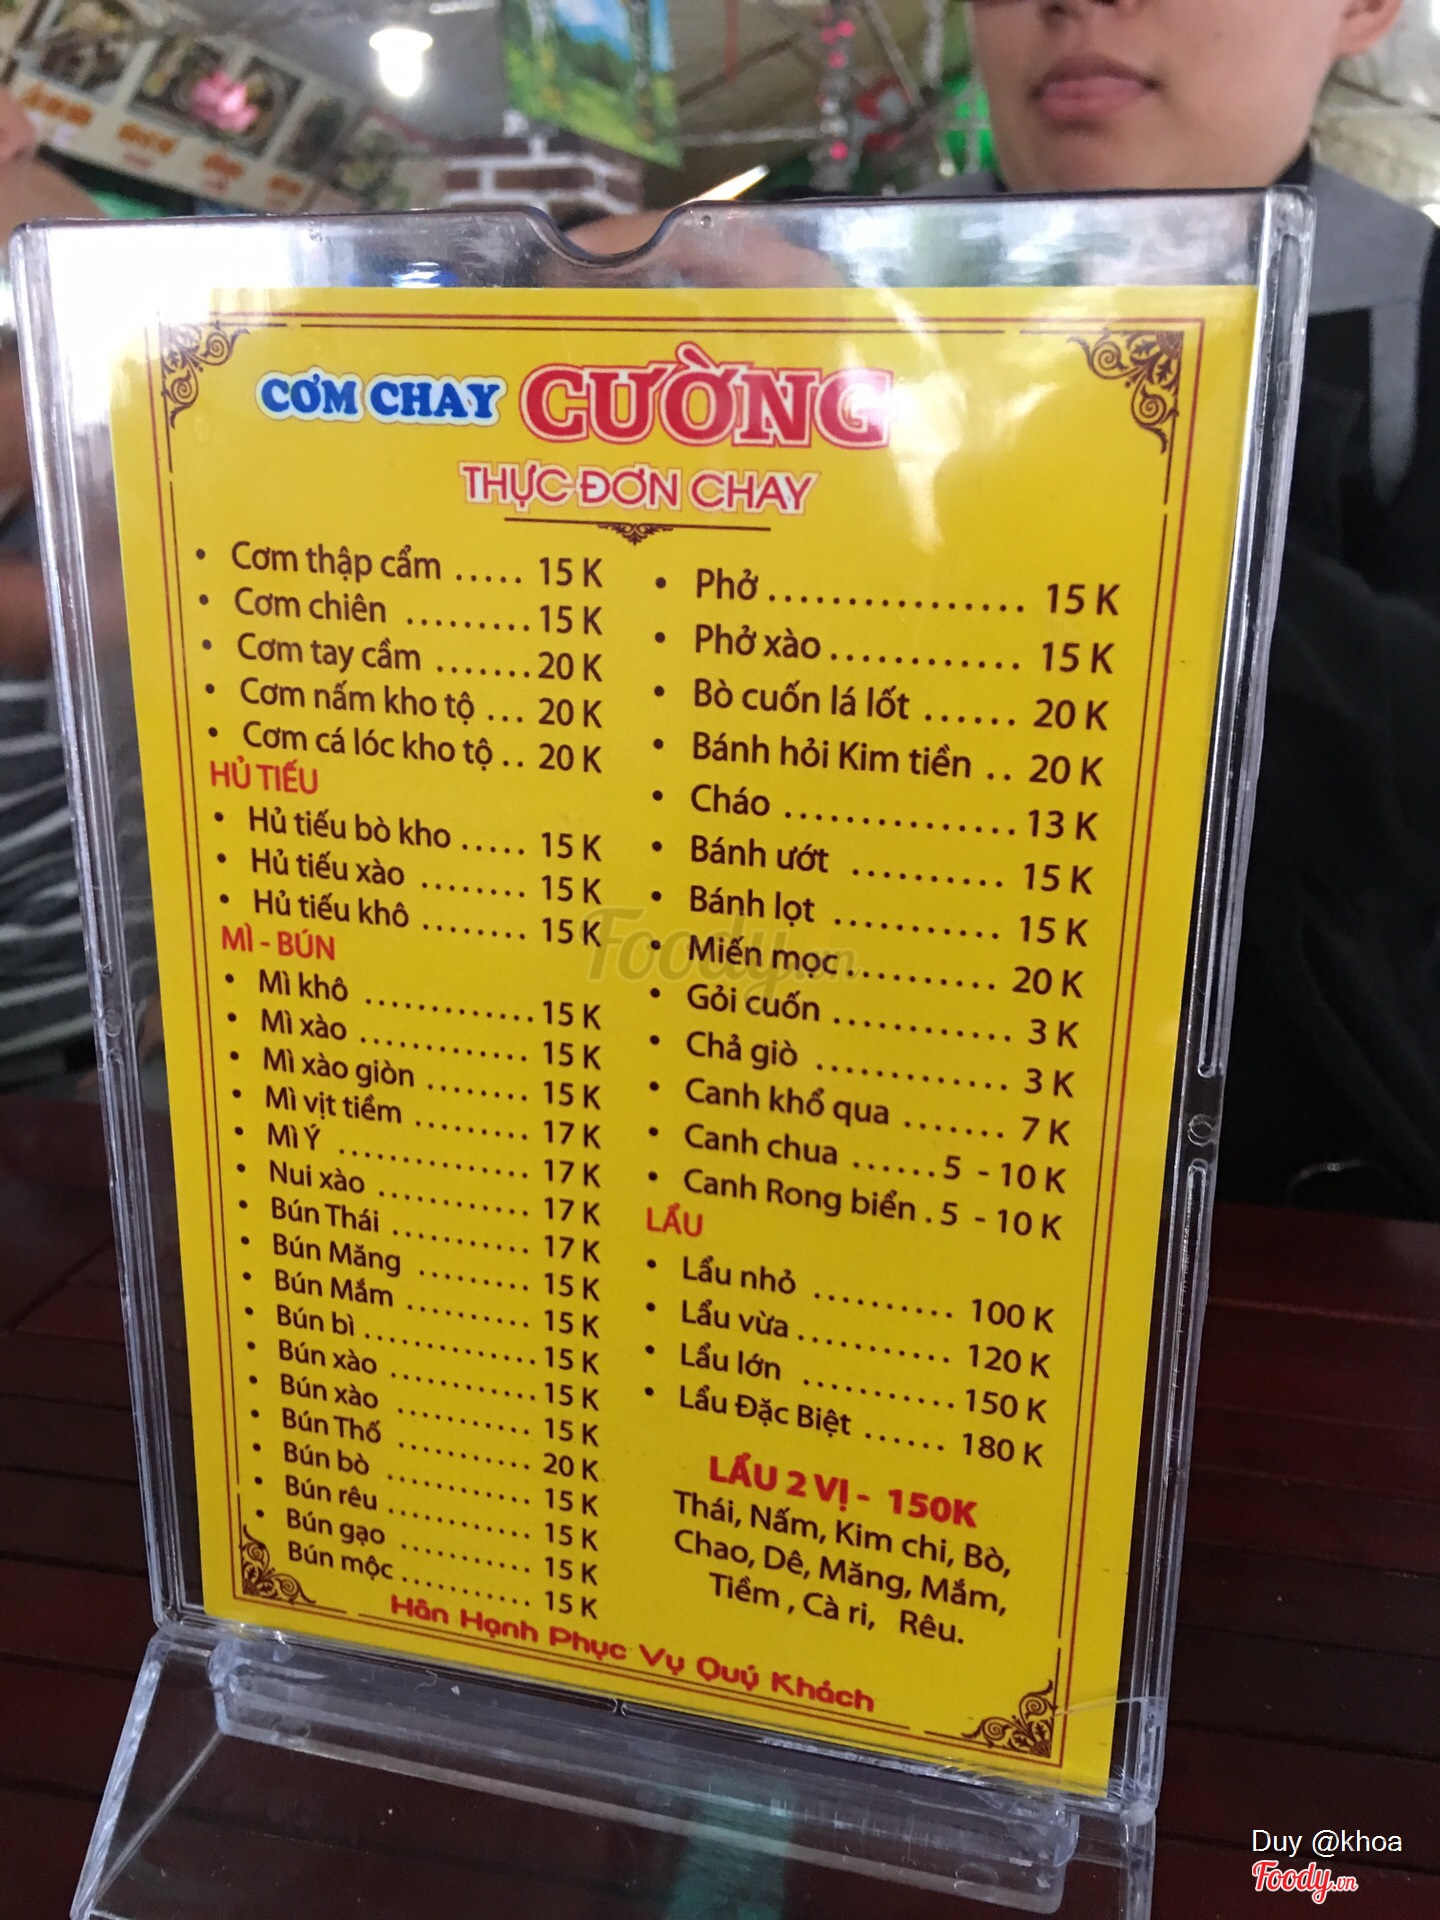 CƠM CHAY CƯỜNG
THỰC ĐƠN CHAY
• Cơm thập cẩm ..... 15 K
• Cơm chiên ......... 15 K
• Cơm tay cầm ....... 20 K
• Cơm nấm kho tộ ... 20 K
• Cơm cá lóc kho tộ .. 20 K
HỦ TIẾU
• Hủ tiếu bò kho ..... 15 K
• Hủ tiếu xào ........ 15 K
• Hủ tiếu khô ........ 15 K
MÌ - BÚN
• Mì khô ............. 15 K
• Mì xào ............. 15 K
• Mì xào giòn ........ 15 K
• Mì vịt tiềm ......... 17 K
• Mì Ý .............. 17 K
• Nui xào ............ 17 K
• Bún Thái ........... 17 K
• Bún Măng ......... 15 K
• Bún Mắm .......... 15 K
• Bún bì ............. 15 K
• Bún xào ............ 15 K
• Bún xào ........... 15 K
• Bún Thố ........... 20 K
• Bún bò ............ 15 K
• Bún rêu ............ 15 K
• Bún gạo ........... 15 K
Bún mộc ........... 15 K
• Phở ................ 15 K
• Phở xào ............ 15 K
• Bò cuốn lá lốt ...... 20 K
• Bánh hỏi Kim tiền .. 20 K
• Cháo ............... 13 K
• Bánh ướt .......... 15 K
• Bánh lọt ........... 15 K
• Miến mọc .......... 20 K
• Gỏi cuốn ........... 3 K
• Chả giò ............ 3 K
• Canh khổ qua ....... 7 K
• Canh chua ...... 5 - 10 K
• Canh Rong biển . 5 - 10 K
LẨU
• Lẩu nhỏ .......... 100 K
• Lẩu vừa .......... 120 K
• Lẩu lớn .......... 150 K
• Lẩu Đặc Biệt ...... 180 K
LẨU 2 VỊ - 150K
Thái, Nấm, Kim chi, Bò,
Chao, Dê, Măng, Mắm,
Tiềm , Cà ri, Rêu.
Hân Hạnh Phục Vụ Quý Khách
Foody.vn
Duy @khoa
Foody.vn